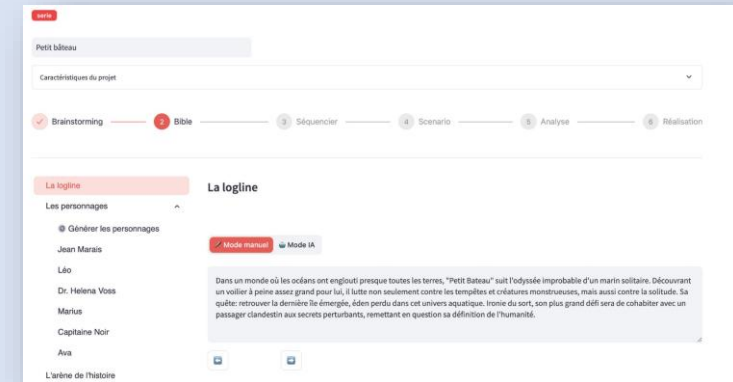 serie
Petit bâteau
Caractéristiques du projet
Brainstorming
2 Bible
3 Séquencier
4 Scenario
5 Analyse
6 Réalisation
La logline
Les personnages
Générer les personnages
Jean Marais
Léo
Dr. Helena Voss
Marius
Capitaine Noir
Ava
L'arène de l'histoire
La logline
Mode manuel
Mode IA
Dans un monde où les océans ont englouti presque toutes les terres, "Petit Bateau" suit l'odyssée improbable d'un marin solitaire. Découvrant
un voilier à peine assez grand pour lui, il lutte non seulement contre les tempêtes et créatures monstrueuses, mais aussi contre la solitude. Sa
quête: retrouver la dernière île émergée, éden perdu dans cet univers aquatique. Ironie du sort, son plus grand défi sera de cohabiter avec un
passager clandestin aux secrets perturbants, remettant en question sa définition de l'humanité.